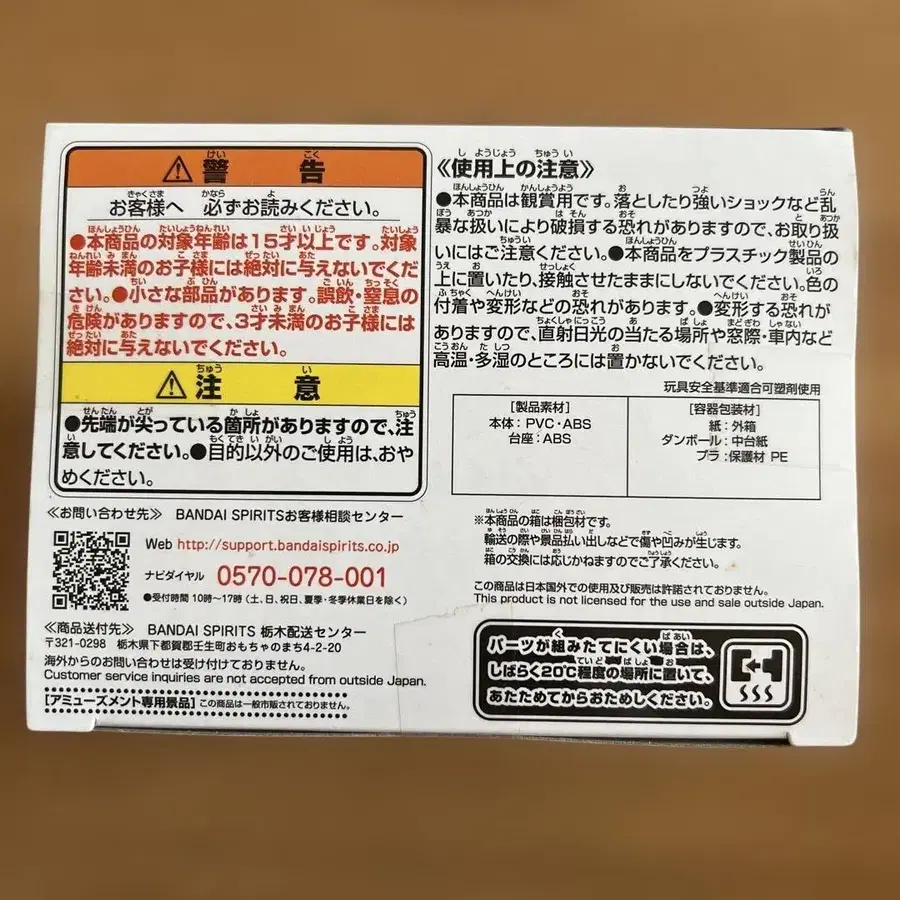 ⚠警告
お客様へ 必ずお読みください。
●本商品の対象年齢は15才以上です。対象
年齢未満のお子様には絶対に与えないでくだ
さい。●小さな部品があります。誤飲・窒息の
危険がありますので、3才未満のお子様には
絶対に与えないでください。
⚠注意
●先端が尖っている箇所がありますので、注
意してください。●目的以外のご使用は、おや
めください。
≪お問い合わせ先≫ BANDAI SPIRITSお客様相談センター
Web http://support.bandaispirits.co.jp
ナビダイヤル 0570-078-001
●受付時間 10時〜17時(土、日、祝日、夏季・冬季休業日を除く)
≪商品送付先≫ BANDAI SPIRITS 栃木配送センター
〒321-0298 栃木県下都賀郡壬生町おもちゃのまち4-2-20
海外からのお問い合わせは受け付けておりません。
Customer service inquiries are not accepted from outside Japan.
[アミューズメント専用景品] この商品は一般市販されておりません。
≪使用上の注意≫
●本商品は観賞用です。落としたり強いショックなど乱
暴な扱いにより破損する恐れがありますので、お取り扱
いにはご注意ください。●本商品をプラスチック製品の
上に置いたり、接触させたままにしないでください。色の
付着や変形などの恐れがあります。●変形する恐れが
ありますので、直射日光の当たる場所や窓際・車内など
高温・多湿のところには置かないでください。
玩具安全基準適合可塑剤使用
[製品素材]
本体:PVC・ABS
台座:ABS
[容器包装材]
紙:外箱
ダンボール:中台紙
プラ:保護材 PE
※本商品の箱は梱包材です。
輸送の際や景品払い出しなどで傷や凹みが生じます。
箱の交換には応じかねますのでご了承ください。
この商品は日本国外での使用及び販売は許諾されておりません。
This product is not licensed for the use and sale outside Japan.
パーツが組みたてにくい場合は、
しばらく20℃程度の場所に置いて、
あたためてからおためしください。